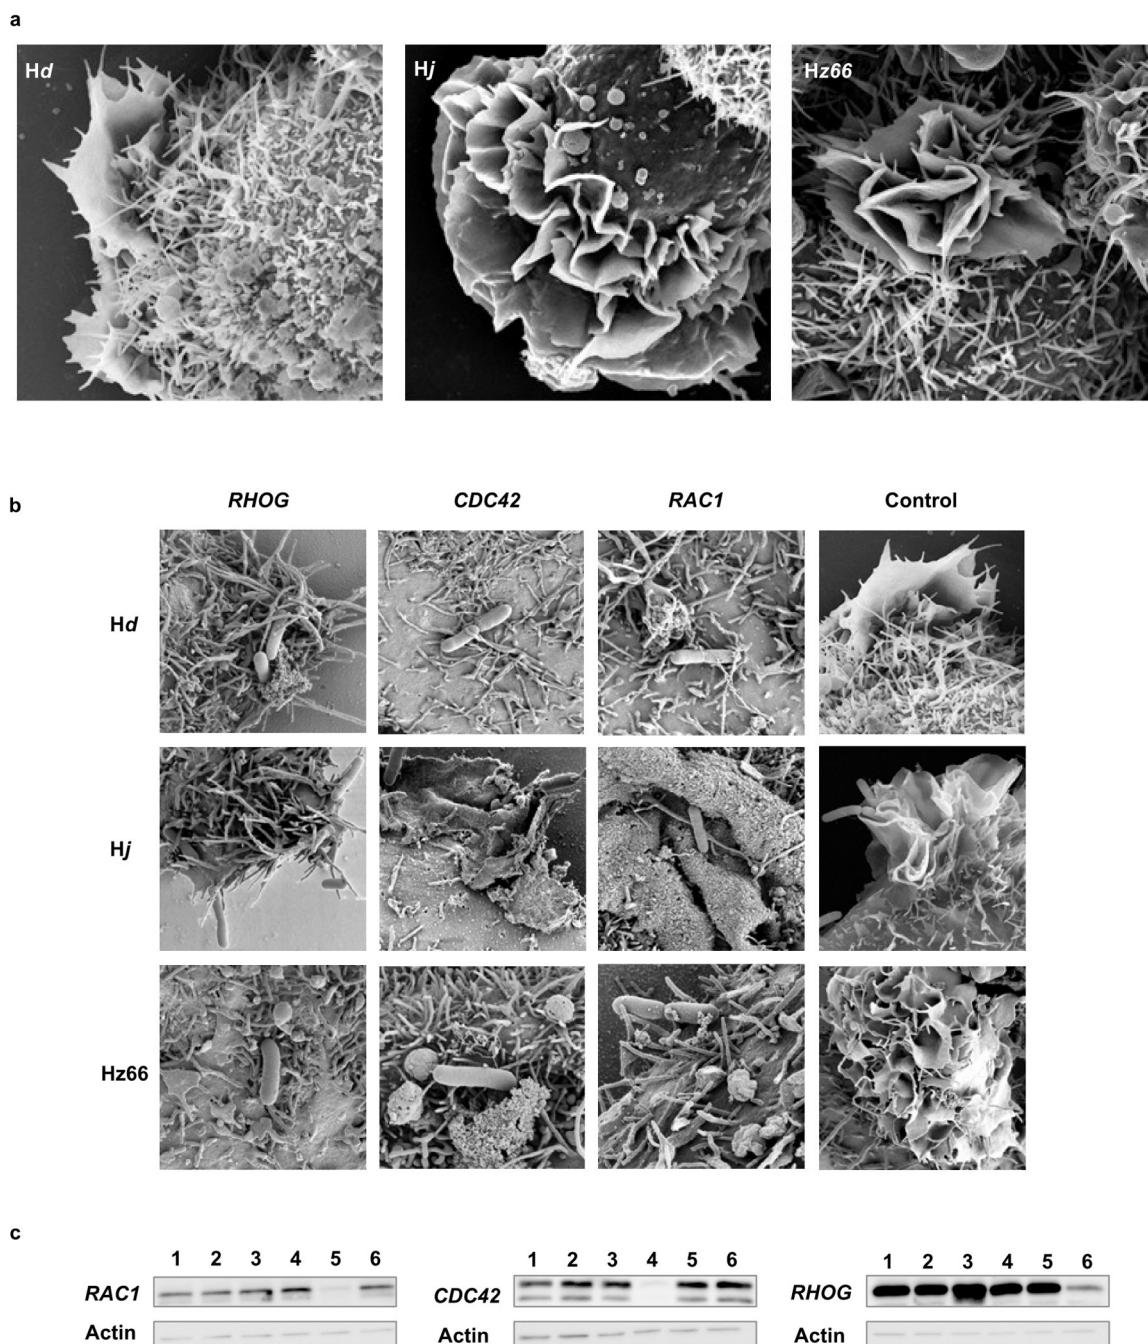 a
Hd
Hj
Hz66
b
RHOG CDC42 RAC1 Control
Hd
Hj
Hz66
c
1 2 3 4 5 6
RAC1
Actin
1 2 3 4 5 6
CDC42
Actin
1 2 3 4 5 6
RHOG
Actin